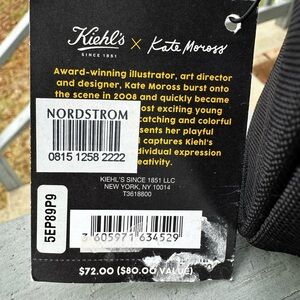 Kiehl's × Kate Moross
SINCE 1851
Award-winning illustrator, art director
and designer, Kate Moross burst onto
the scene in 2008 and quickly became
NORDSTROM
ost exciting young
catching and colorful
sents her playful
captures Kiehl's
0815 1258 2222
dividual expression
eativity.
KIEHL'S SINCE 1851 LLC
NEW YORK, NY 10014
T3618800
5EP89P9
3 605971 634529
$72.00 ($80.00 VALUE)